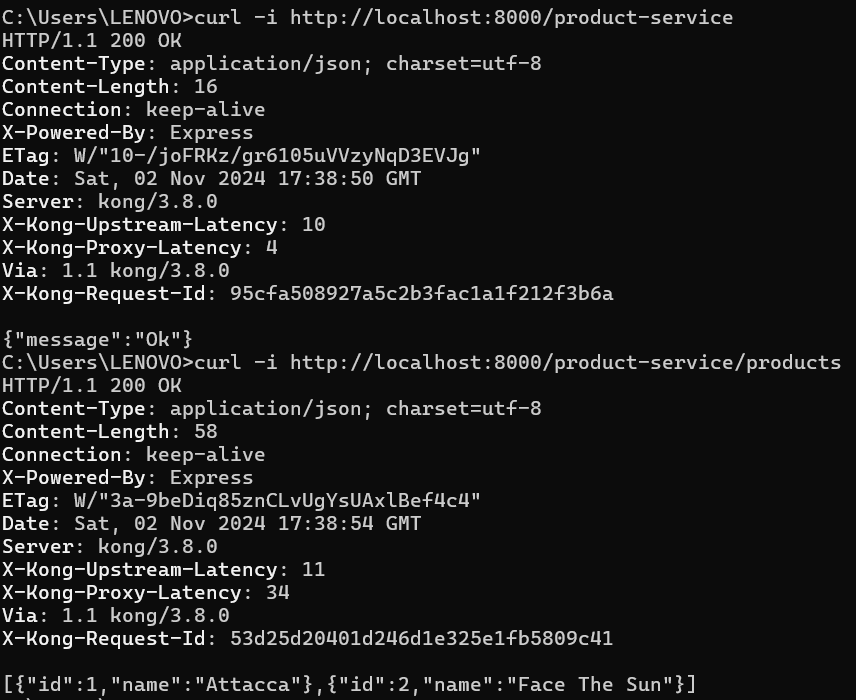 C:\Users\LENOVO>curl -i http://localhost:8000/product-service
HTTP/1.1 200 OK
Content-Type: application/json; charset=utf-8
Content-Length: 16
Connection: keep-alive
X-Powered-By: Express
ETag: W/"10-/joFRKz/gr6105uVVzyNqD3EVJg"
Date: Sat, 02 Nov 2024 17:38:50 GMT
Server: kong/3.8.0
X-Kong-Upstream-Latency: 10
X-Kong-Proxy-Latency: 4
Via: 1.1 kong/3.8.0
X-Kong-Request-Id: 95cfa508927a5c2b3fac1a1f212f3b6a

{"message":"Ok"}
C:\Users\LENOVO>curl -i http://localhost:8000/product-service/products
HTTP/1.1 200 OK
Content-Type: application/json; charset=utf-8
Content-Length: 58
Connection: keep-alive
X-Powered-By: Express
ETag: W/"3a-9beDiq85znCLvUgYsUAxlBef4c4"
Date: Sat, 02 Nov 2024 17:38:54 GMT
Server: kong/3.8.0
X-Kong-Upstream-Latency: 11
X-Kong-Proxy-Latency: 34
Via: 1.1 kong/3.8.0
X-Kong-Request-Id: 53d25d20401d246d1e325e1fb5809c41

[{"id":1,"name":"Attacca"},{"id":2,"name":"Face The Sun"}]